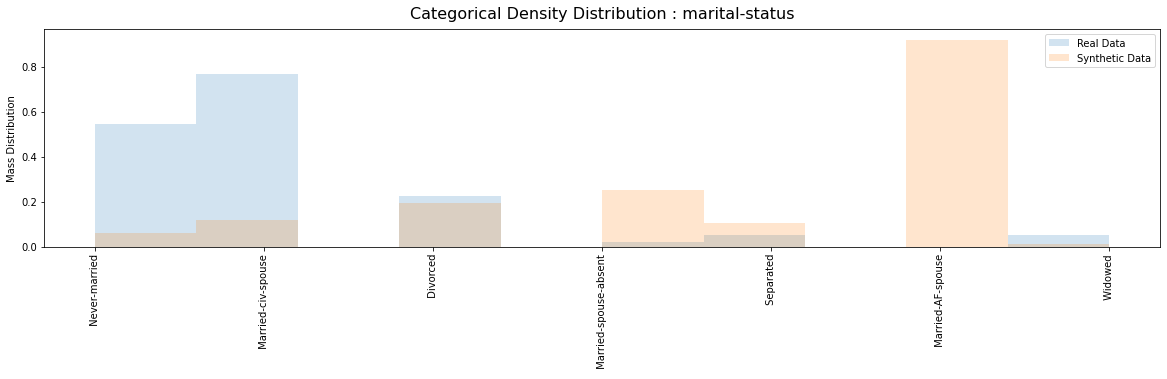 Categorical Density Distribution : marital-status
Real Data
Synthetic Data
Mass Distribution
0.8
0.6
0.4
0.2
0.0
Never-married
Married-civ-spouse
Divorced
Married-spouse-absent
Separated
Married-AF-spouse
Widowed